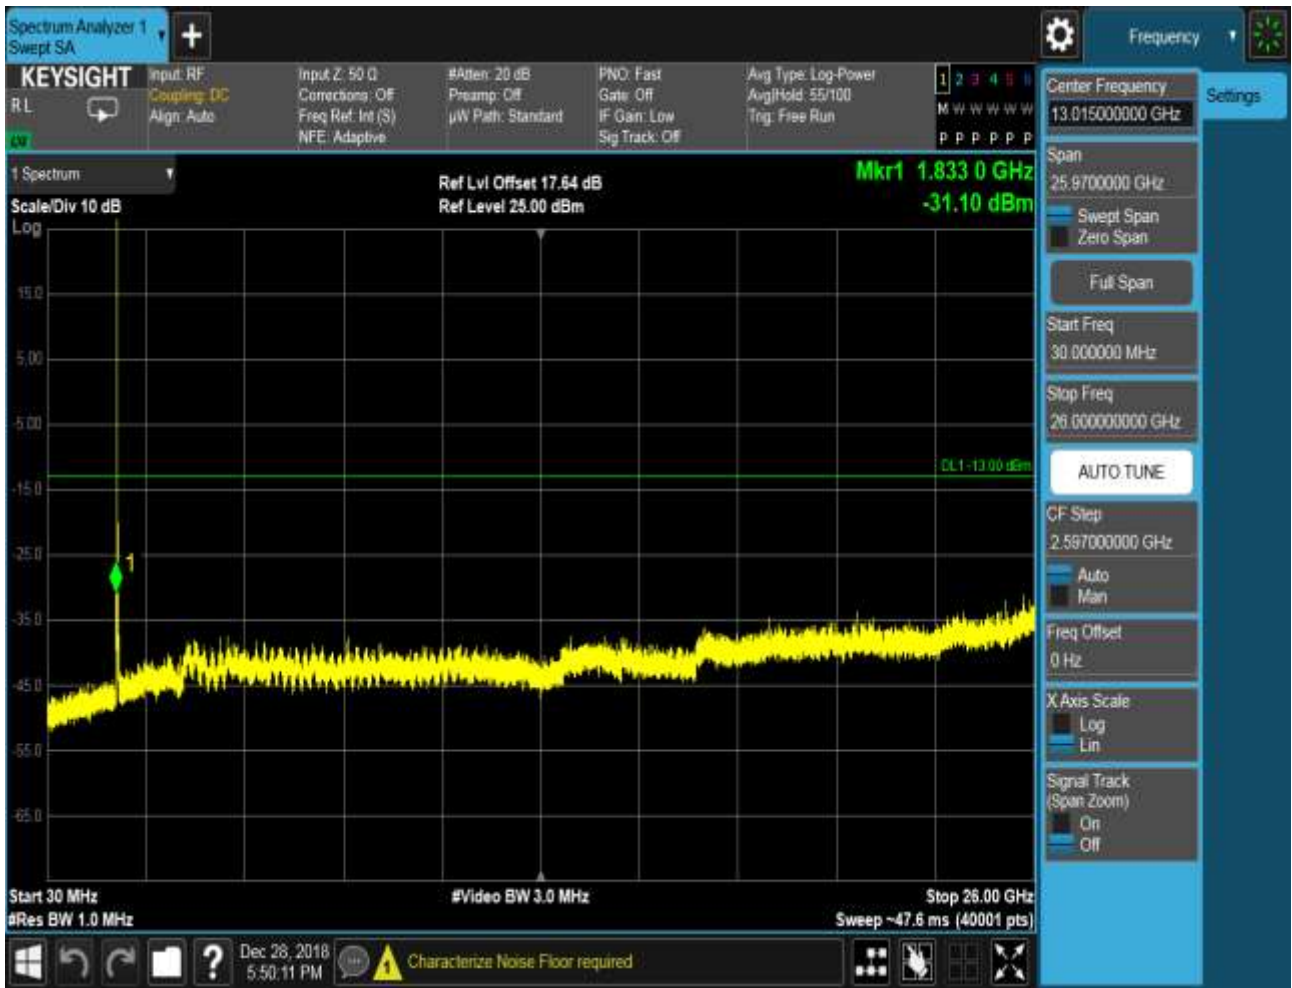 Spectrum Analyzer 1
Swept SA
+
Frequency
KEYSIGHT
R L
Input: RF
Coupling: DC
Align: Auto
Input Z: 50 Ω
Corrections: Off
Freq Ref: Int (S)
NFE: Adaptive
#Atten: 20 dB
Preamp: Off
µW Path: Standard
PNO: Fast
Gate: Off
IF Gain: Low
Sig Track: Off
Avg Type: Log-Power
Avg|Hold: 55/100
Trig: Free Run
1 2 3 4 5 6
M W W W W W
P P P P P P
1 Spectrum
Scale/Div 10 dB
Log
Ref Lvl Offset 17.64 dB
Ref Level 25.00 dBm
Mkr1 1.833 0 GHz
-31.10 dBm
15.0
5.00
-5.00
-15.0
-25.0
-35.0
-45.0
-55.0
-65.0
DL1 -13.00 dBm
1
Start 30 MHz
#Res BW 1.0 MHz
#Video BW 3.0 MHz
Stop 26.00 GHz
Sweep ~47.6 ms (40001 pts)
Center Frequency
13.015000000 GHz
Settings
Span
25.9700000 GHz
Swept Span
Zero Span
Full Span
Start Freq
30.000000 MHz
Stop Freq
26.000000000 GHz
AUTO TUNE
CF Step
2.597000000 GHz
Auto
Man
Freq Offset
0 Hz
X Axis Scale
Log
Lin
Signal Track
(Span Zoom)
On
Off
?
Dec 28, 2018
5:50:11 PM
1
Characterize Noise Floor required